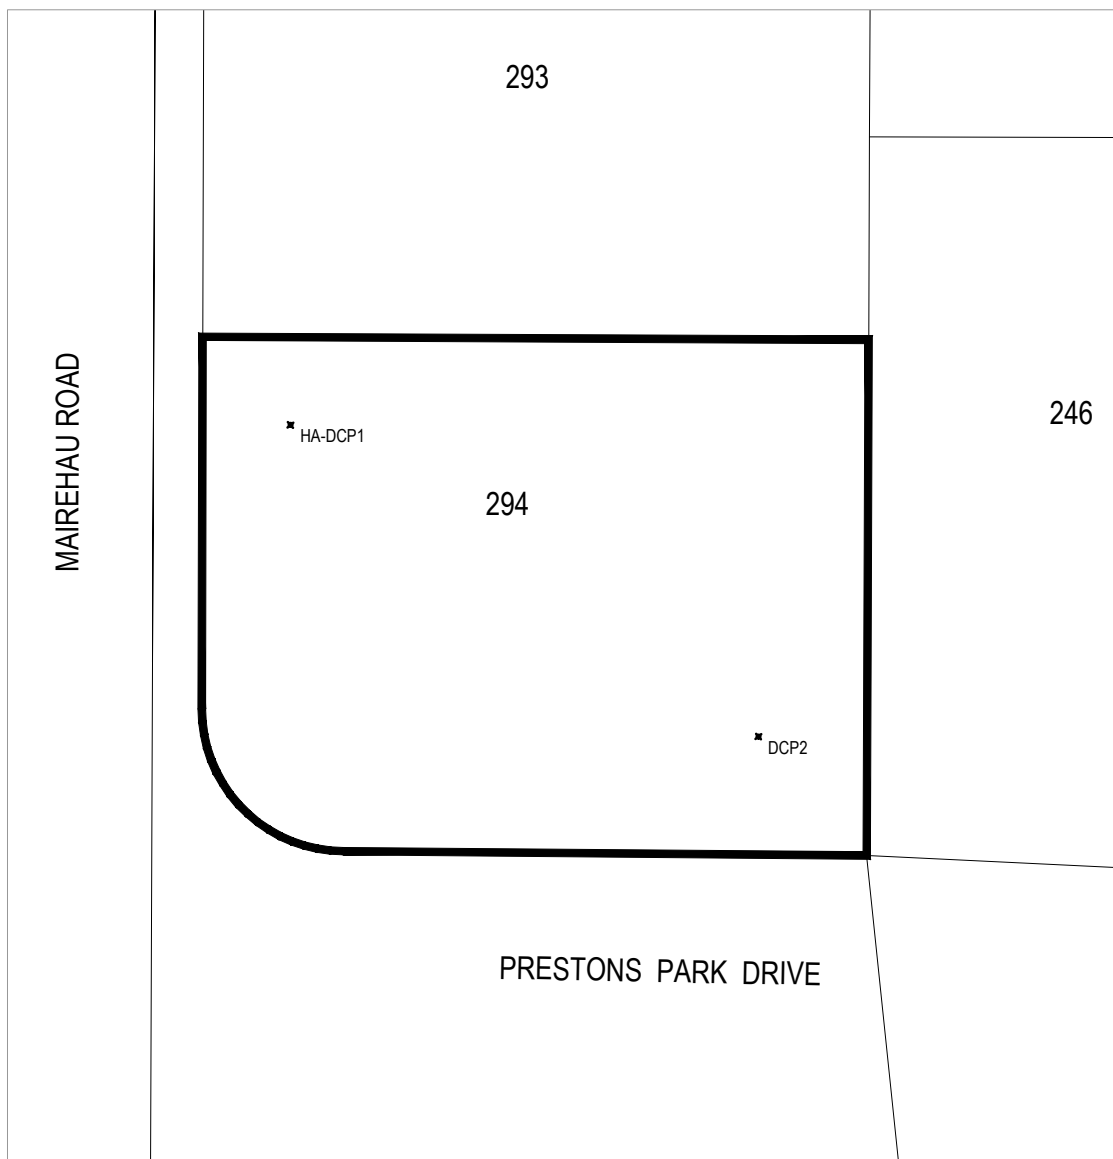 293
MAIREHAU ROAD
246
HA-DCP1
294
DCP2
PRESTONS PARK DRIVE